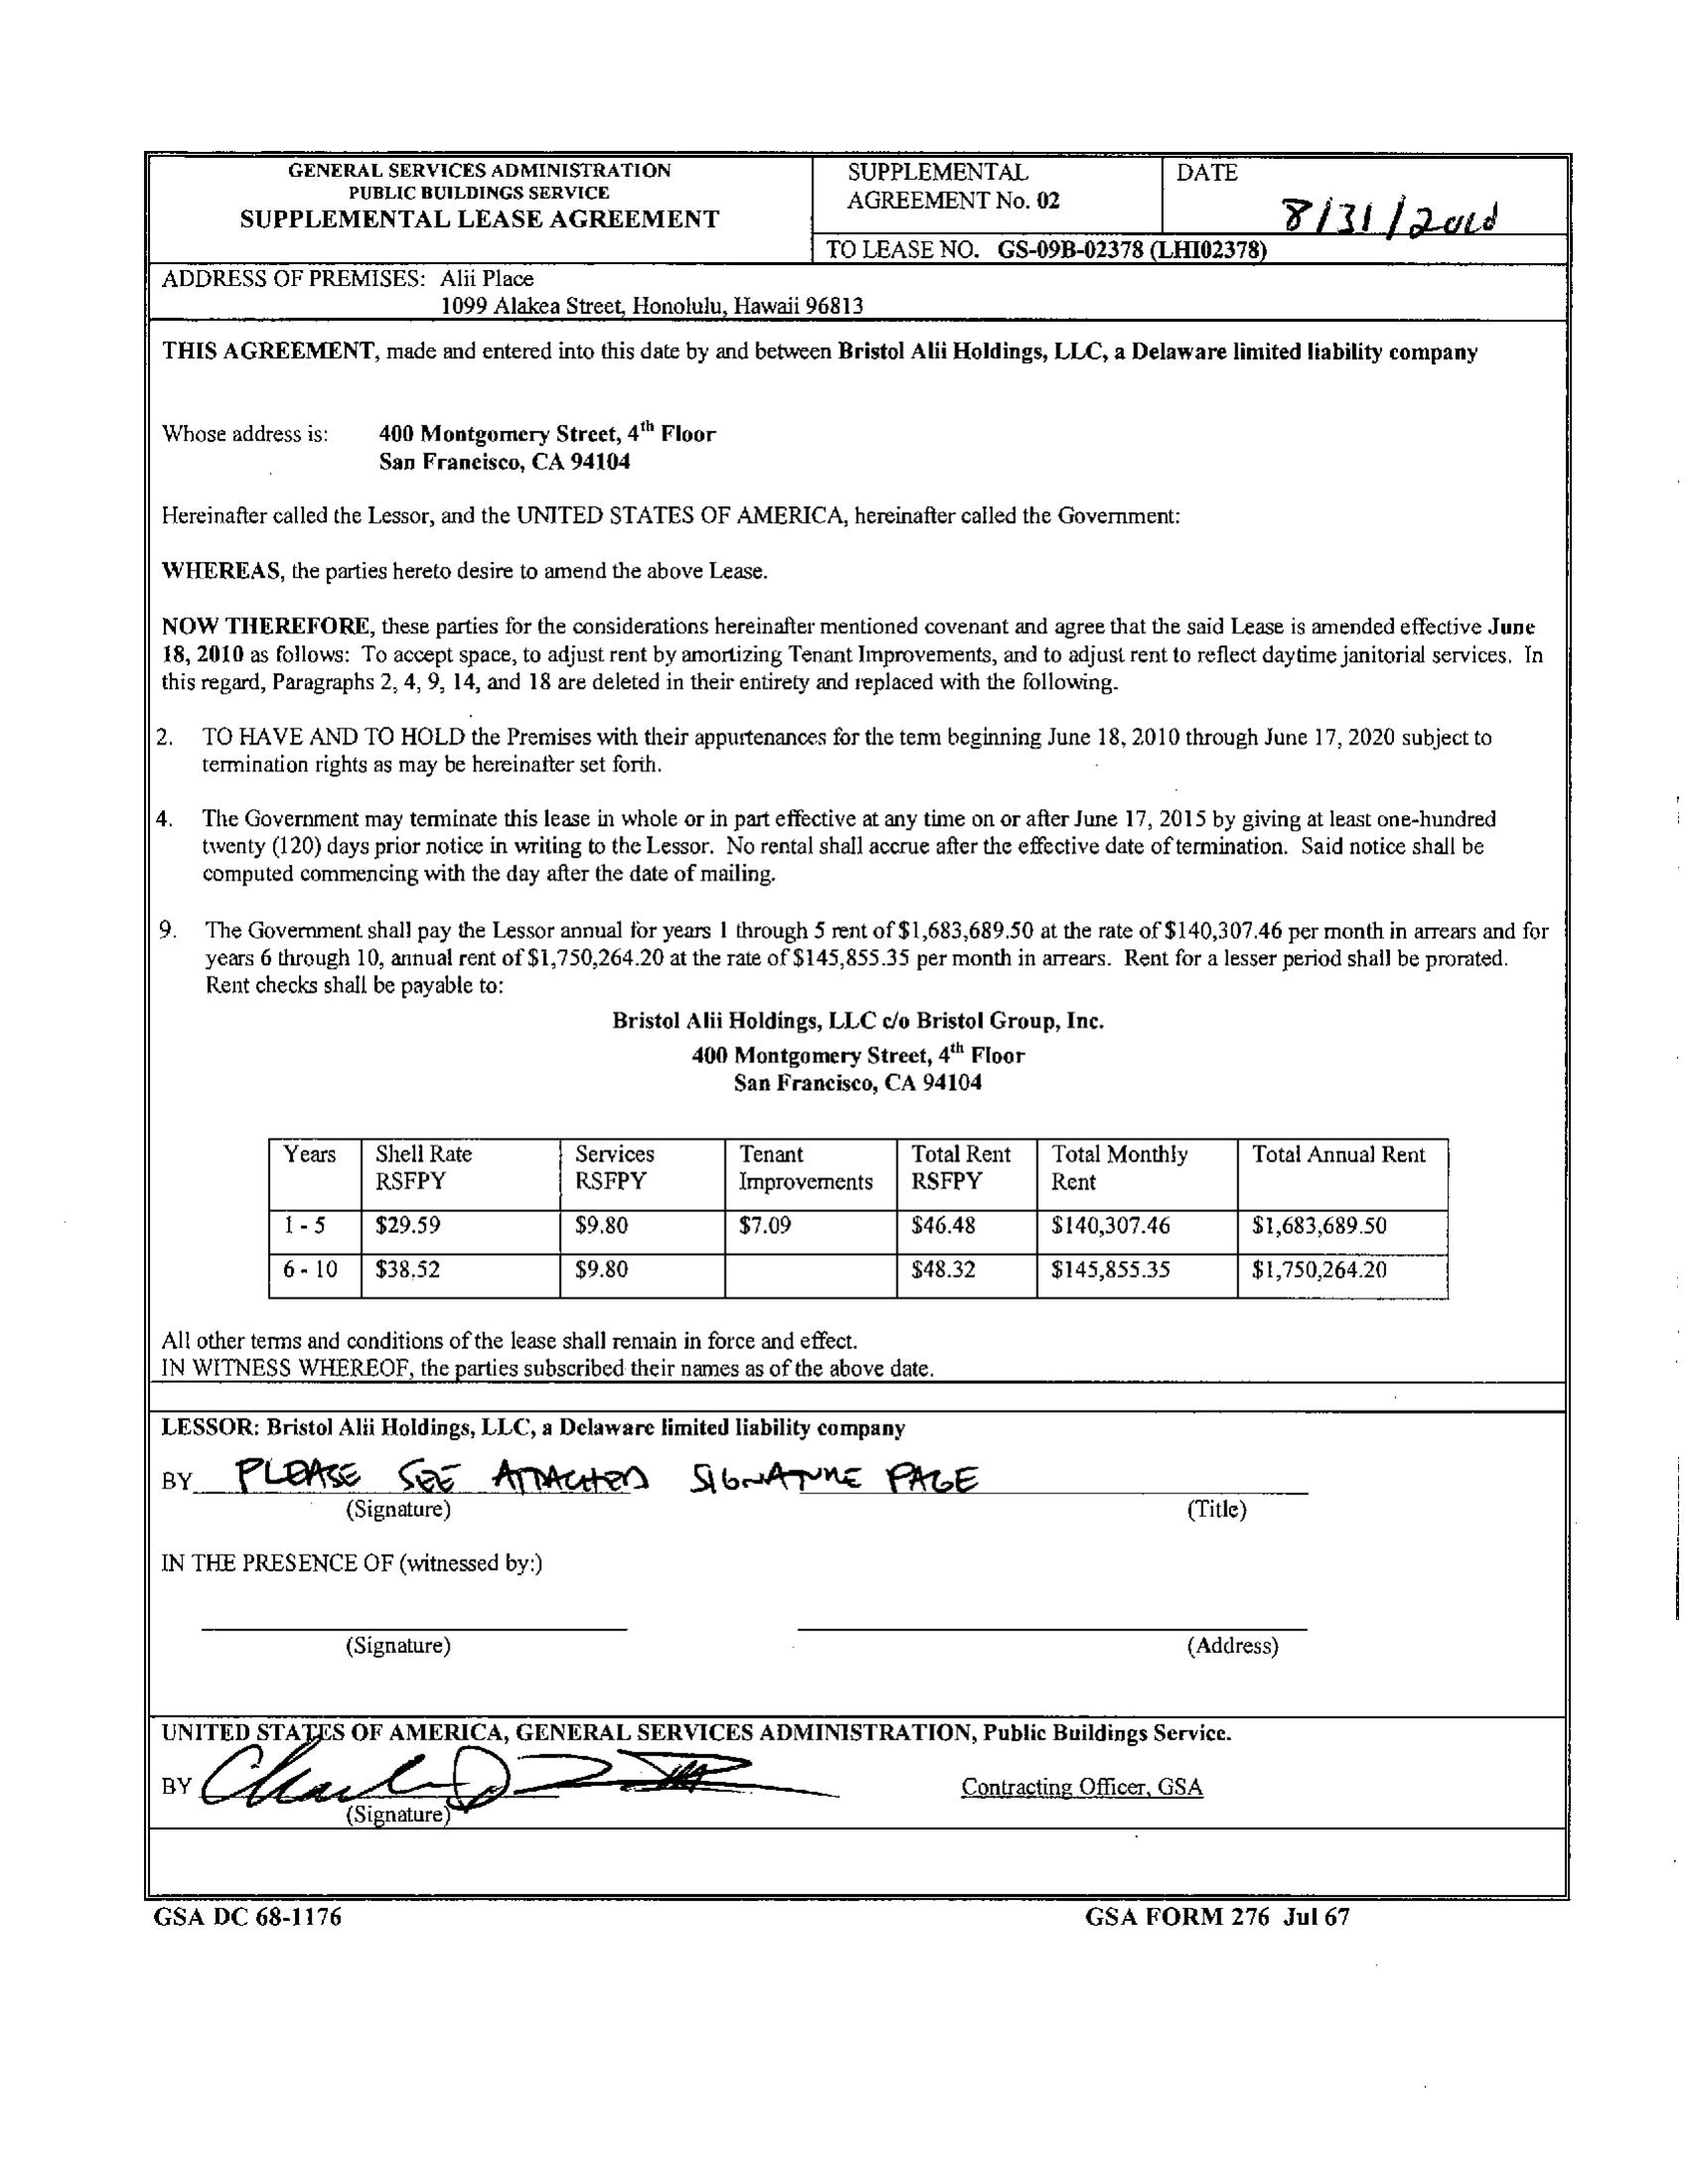 GENERAL SERVICES ADMINISTRATION
PUBLIC BUILDINGS SERVICE
SUPPLEMENTAL LEASE AGREEMENT
SUPPLEMENTAL
AGREEMENT No. 02
DATE
8/31/2010
TO LEASE NO. GS-09B-02378 (LHI02378)
ADDRESS OF PREMISES: Alii Place
1099 Alakea Street, Honolulu, Hawaii 96813
THIS AGREEMENT, made and entered into this date by and between Bristol Alii Holdings, LLC, a Delaware limited liability company
Whose address is: 400 Montgomery Street, 4th Floor
San Francisco, CA 94104
Hereinafter called the Lessor, and the UNITED STATES OF AMERICA, hereinafter called the Government:
WHEREAS, the parties hereto desire to amend the above Lease.
NOW THEREFORE, these parties for the considerations hereinafter mentioned covenant and agree that the said Lease is amended effective June
18, 2010 as follows: To accept space, to adjust rent by amortizing Tenant Improvements, and to adjust rent to reflect daytime janitorial services. In
this regard, Paragraphs 2, 4, 9, 14, and 18 are deleted in their entirety and replaced with the following.
2. TO HAVE AND TO HOLD the Premises with their appurtenances for the term beginning June 18, 2010 through June 17, 2020 subject to
termination rights as may be hereinafter set forth.
4. The Government may terminate this lease in whole or in part effective at any time on or after June 17, 2015 by giving at least one-hundred
twenty (120) days prior notice in writing to the Lessor. No rental shall accrue after the effective date of termination. Said notice shall be
computed commencing with the day after the date of mailing.
9. The Government shall pay the Lessor annual for years 1 through 5 rent of $1,683,689.50 at the rate of $140,307.46 per month in arrears and for
years 6 through 10, annual rent of $1,750,264.20 at the rate of $145,855.35 per month in arrears. Rent for a lesser period shall be prorated.
Rent checks shall be payable to:
Bristol Alii Holdings, LLC c/o Bristol Group, Inc.
400 Montgomery Street, 4th Floor
San Francisco, CA 94104
Years Shell Rate RSFPY Services RSFPY Tenant Improvements Total Rent RSFPY Total Monthly Rent Total Annual Rent
1 - 5 $29.59 $9.80 $7.09 $46.48 $140,307.46 $1,683,689.50
6 - 10 $38.52 $9.80 $48.32 $145,855.35 $1,750,264.20
All other terms and conditions of the lease shall remain in force and effect.
IN WITNESS WHEREOF, the parties subscribed their names as of the above date.
LESSOR: Bristol Alii Holdings, LLC, a Delaware limited liability company
BY PLEASE SEE ATTACHED SIGNATURE PAGE
(Signature) (Title)
IN THE PRESENCE OF (witnessed by:)
(Signature) (Address)
UNITED STATES OF AMERICA, GENERAL SERVICES ADMINISTRATION, Public Buildings Service.
BY Contracting Officer, GSA
(Signature)
GSA DC 68-1176 GSA FORM 276 Jul 67